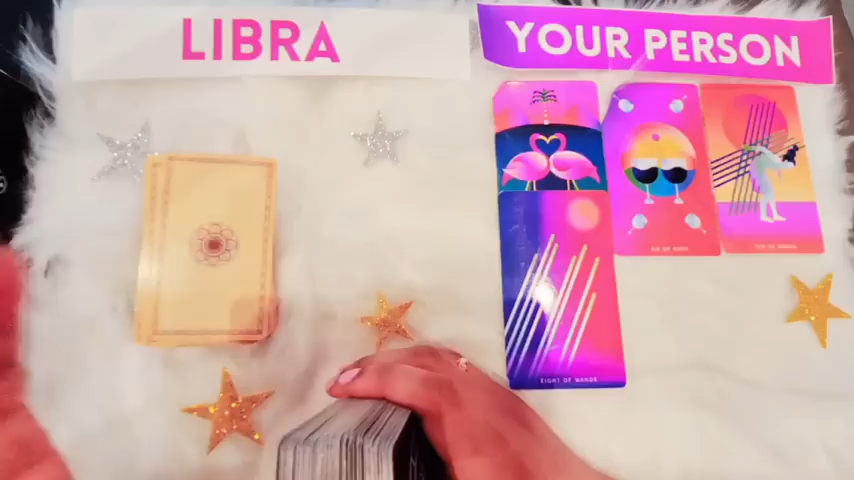 LIBRA
YOUR PERSON
SIX OF CUPS
TEN OF WANDS
EIGHT OF WANDS